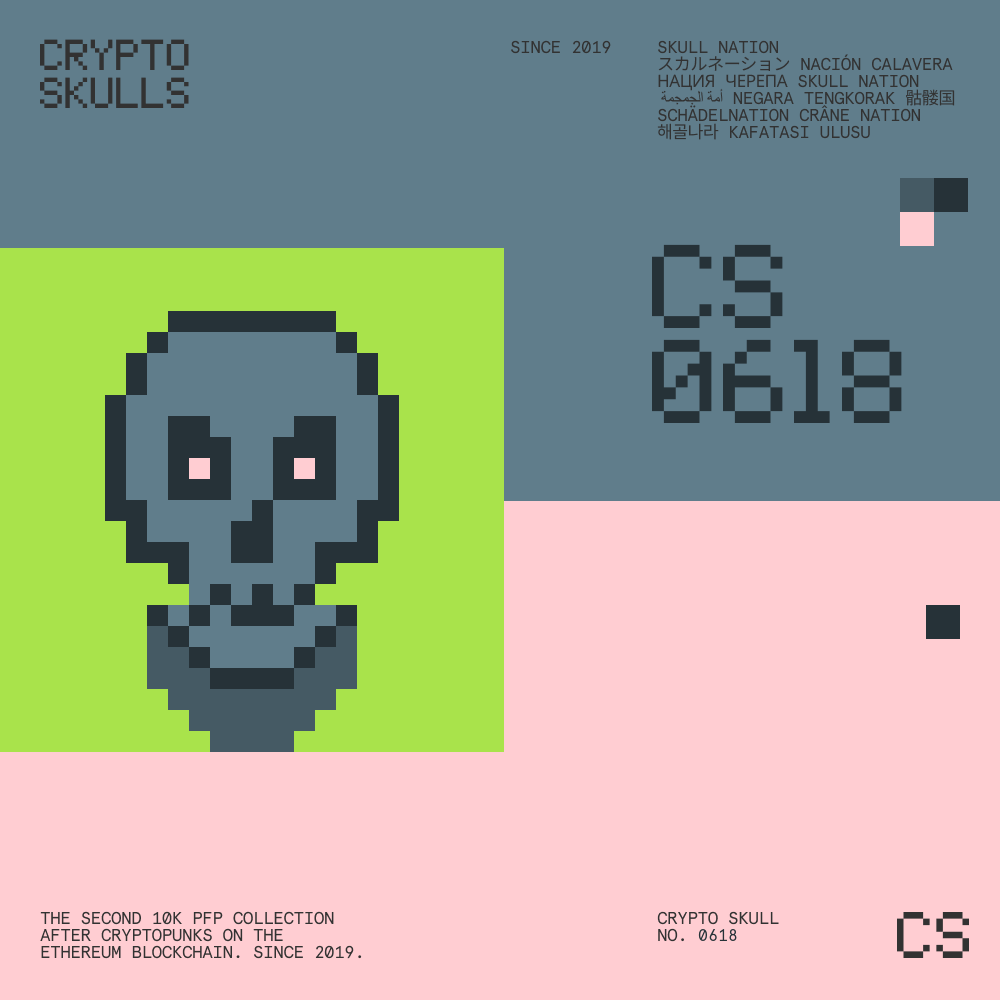 CRYPTO
SKULLS
SINCE 2019
SKULL NATION
スカルネーション NACIÓN CALAVERA
НАЦИЯ ЧЕРЕПА SKULL NATION
أمة الجمجمة NEGARA TENGKORAK 骷髅国
SCHÄDELNATION CRÂNE NATION
해골나라 KAFATASI ULUSU
CS
0618
THE SECOND 10K PFP COLLECTION
AFTER CRYPTOPUNKS ON THE
ETHEREUM BLOCKCHAIN. SINCE 2019.
CRYPTO SKULL
NO. 0618
CS